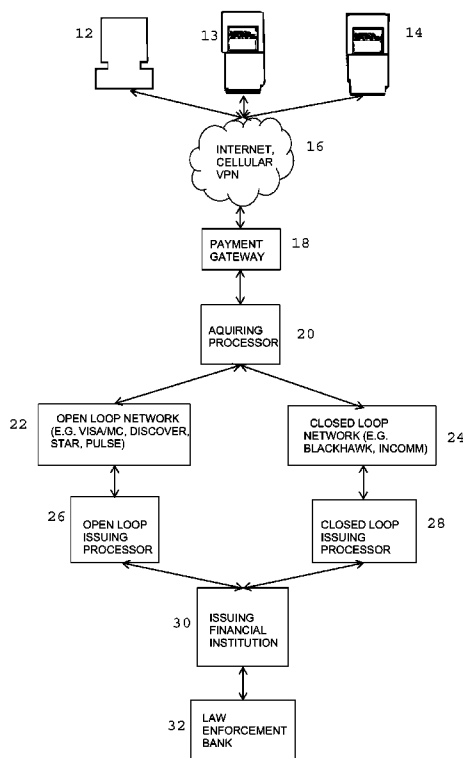 12
13
14
INTERNET,
CELLULAR
VPN
16
PAYMENT
GATEWAY
18
AQUIRING
PROCESSOR
20
22
OPEN LOOP NETWORK
(E.G. VISA/MC, DISCOVER,
STAR, PULSE)
CLOSED LOOP
NETWORK (E.G.
BLACKHAWK, INCOMM)
24
26
OPEN LOOP
ISSUING
PROCESSOR
CLOSED LOOP
ISSUING
PROCESSOR
28
30
ISSUING
FINANCIAL
INSTITUTION
32
LAW
ENFORCEMENT
BANK